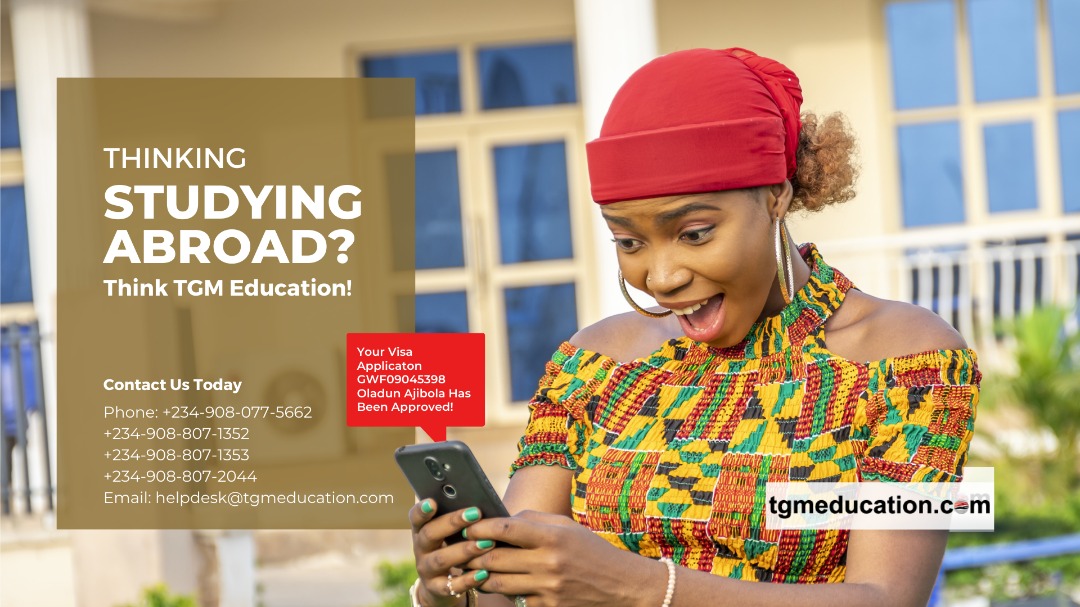 THINKING
STUDYING
ABROAD?
Think TGM Education!
Your Visa
Applicaton
GWF09045398
Oladun Ajibola Has
Been Approved!
Contact Us Today
Phone: +234-908-077-5662
+234-908-807-1352
+234-908-807-1353
+234-908-807-2044
Email: helpdesk@tgmeducation.com
tgmeducation.com